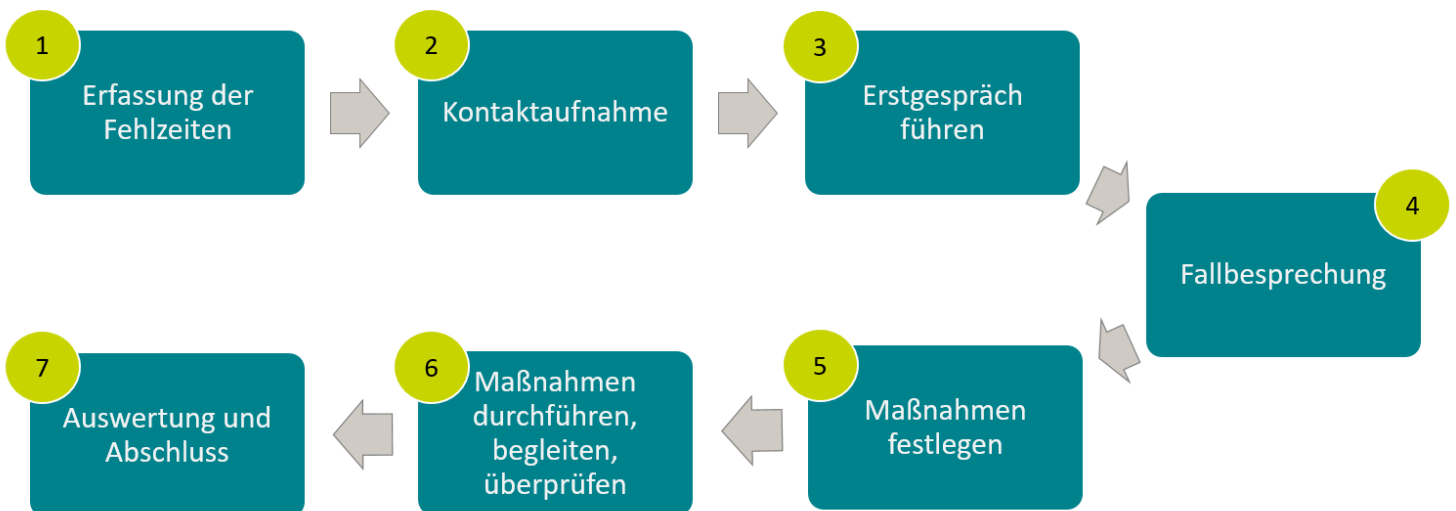 1
Erfassung der
Fehlzeiten
2
Kontaktaufnahme
3
Erstgespräch
führen
4
Fallbesprechung
5
Maßnahmen
festlegen
6
Maßnahmen
durchführen,
begleiten,
überprüfen
7
Auswertung und
Abschluss